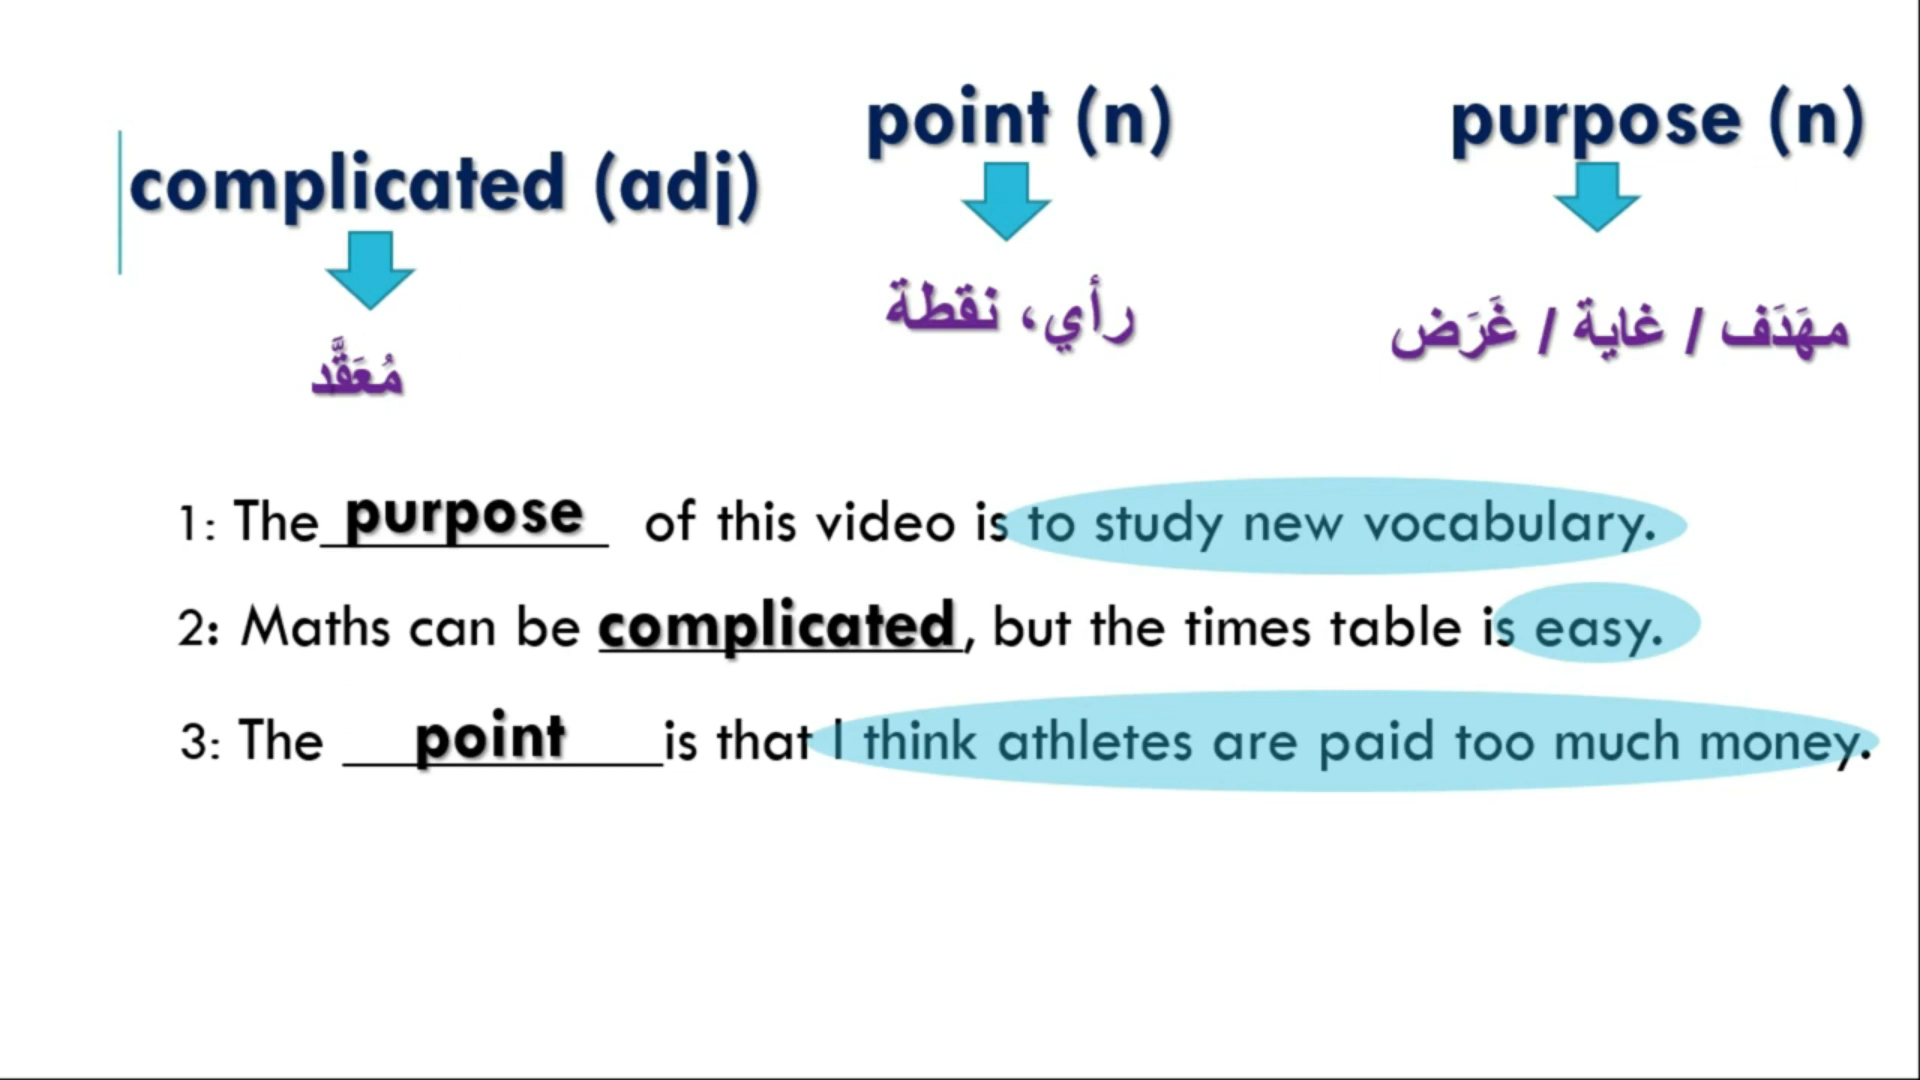 complicated (adj)
point (n)
purpose (n)
مُعَقَّد
رأي، نقطة
مهَدَف / غاية / غَرَض
1: The purpose of this video is to study new vocabulary.
2: Maths can be complicated, but the times table is easy.
3: The point is that I think athletes are paid too much money.